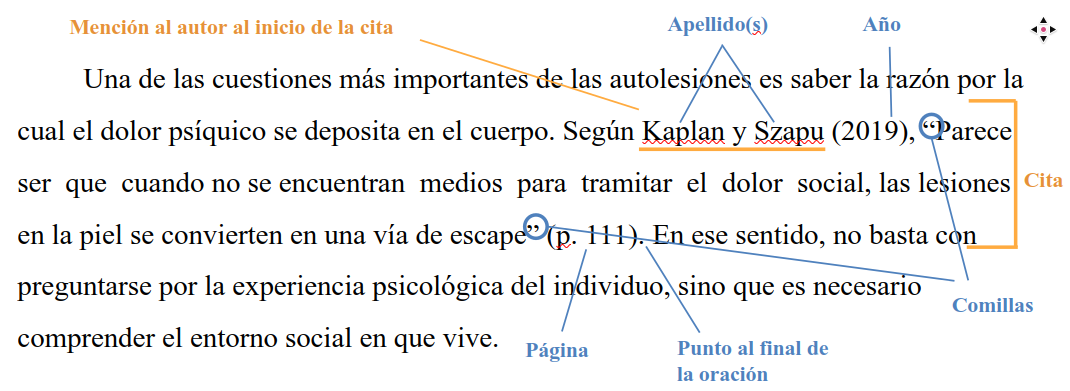 Mención al autor al inicio de la cita
Apellido(s)
Año
Una de las cuestiones más importantes de las autolesiones es saber la razón por la
cual el dolor psíquico se deposita en el cuerpo. Según Kaplan y Szapu (2019), “Parece
ser que cuando no se encuentran medios para tramitar el dolor social, las lesiones
Cita
en la piel se convierten en una vía de escape” (p. 111). En ese sentido, no basta con
preguntarse por la experiencia psicológica del individuo, sino que es necesario
Comillas
comprender el entorno social en que vive.
Página
Punto al final de
la oración